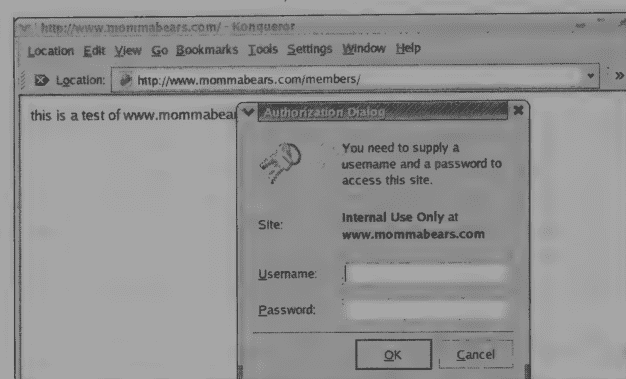 http://www.mommabears.com/ - Konqueror
Location Edit View Go Bookmarks Tools Settings Window Help
Location: http://www.mommabears.com/members/
this is a test of www.mommabear
Authorization Dialog
You need to supply a
username and a password to
access this site.
Site: Internal Use Only at
www.mommabears.com
Username:
Password:
OK Cancel